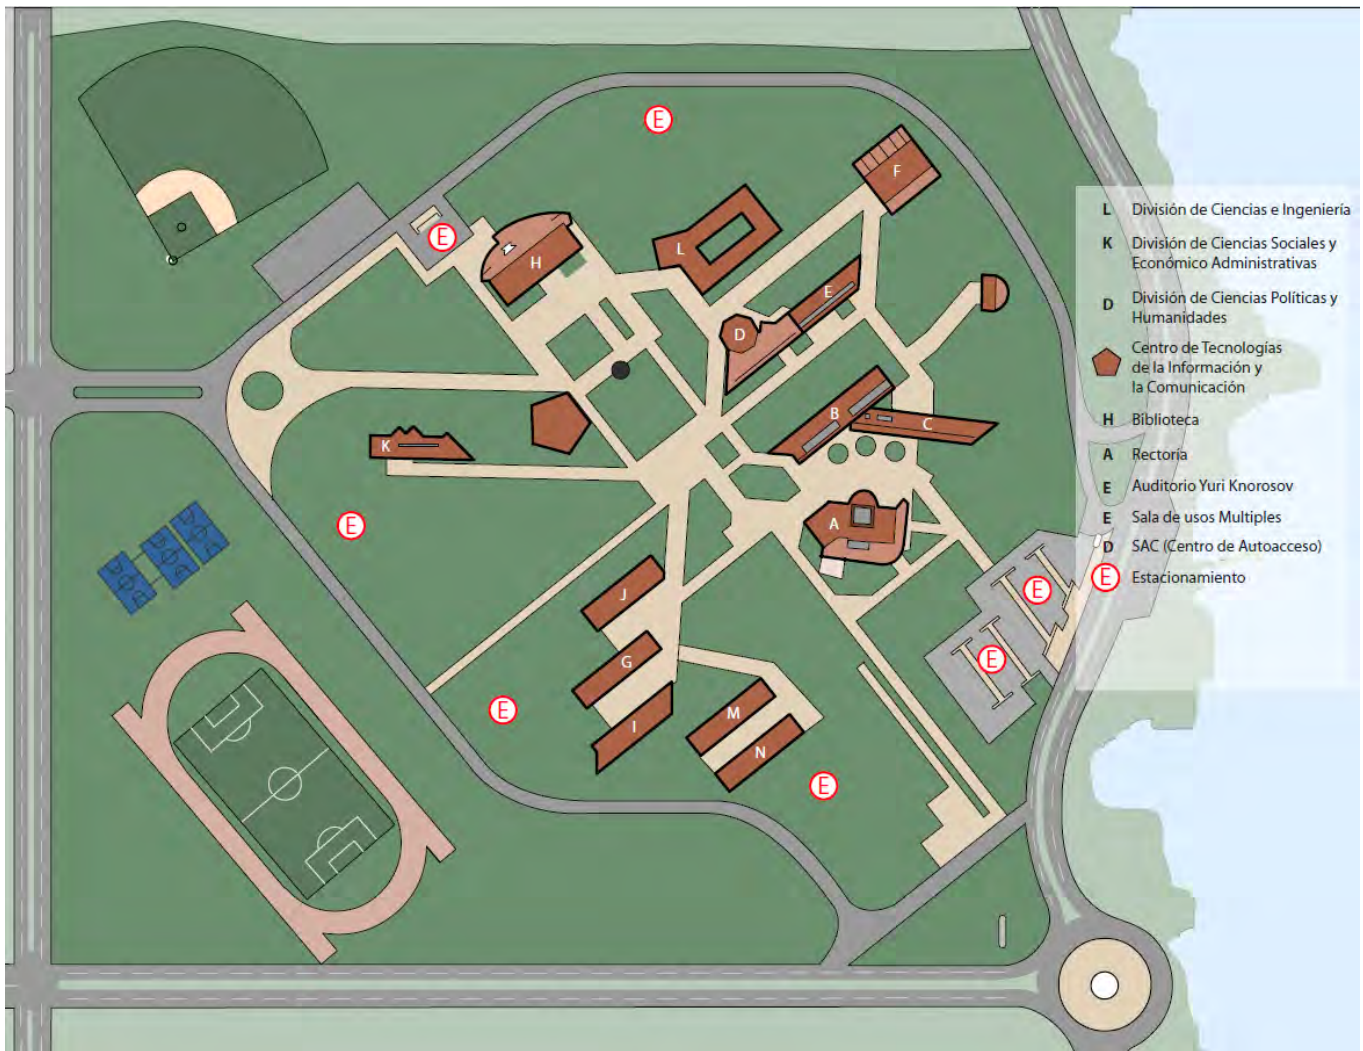 E
F
L
E
H
E
D
B
C
K
A
E
J
E
G
E
M
E
I
N
E
L División de Ciencias e Ingeniería
K División de Ciencias Sociales y
Económico Administrativas
D División de Ciencias Políticas y
Humanidades
Centro de Tecnologías
de la Información y
la Comunicación
H Biblioteca
A Rectoría
E Auditorio Yuri Knorosov
E Sala de usos Multiples
D SAC (Centro de Autoacceso)
E Estacionamiento